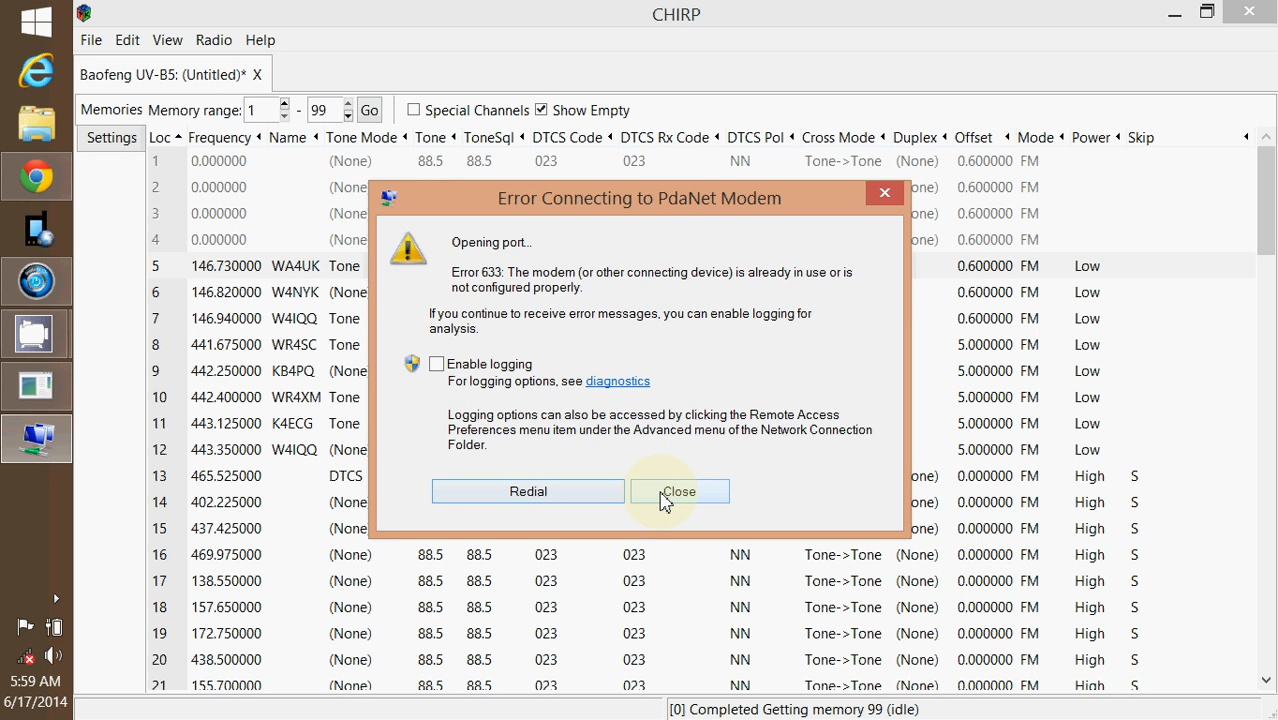 CHIRP
File Edit View Radio Help
Baofeng UV-B5: (Untitled)* X
Memories Memory range: 1 - 99 Go Special Channels Show Empty
Settings Loc Frequency Name Tone Mode Tone ToneSql DTCS Code DTCS Rx Code DTCS Pol Cross Mode Duplex Offset Mode Power Skip
1 0.000000 (None) 88.5 88.5 023 023 NN Tone->Tone (None) 0.600000 FM
2 0.000000 (None one) 0.600000 FM
3 0.000000 (None one) 0.600000 FM
4 0.000000 (None one) 0.600000 FM
5 146.730000 WA4UK Tone 0.600000 FM Low
6 146.820000 W4NYK (None 0.600000 FM Low
7 146.940000 W4IQQ Tone 0.600000 FM Low
8 441.675000 WR4SC Tone 5.000000 FM Low
9 442.250000 KB4PQ (None 5.000000 FM Low
10 442.400000 WR4XM Tone 5.000000 FM Low
11 443.125000 K4ECG Tone 5.000000 FM Low
12 443.350000 W4IQQ (None 5.000000 FM Low
13 465.525000 DTCS one) 0.000000 FM High S
14 402.225000 (None one) 0.000000 FM High S
15 437.425000 (None one) 0.000000 FM High S
16 469.975000 (None) 88.5 88.5 023 023 NN Tone->Tone (None) 0.000000 FM High S
17 138.550000 (None) 88.5 88.5 023 023 NN Tone->Tone (None) 0.000000 FM High S
18 157.650000 (None) 88.5 88.5 023 023 NN Tone->Tone (None) 0.000000 FM High S
19 172.750000 (None) 88.5 88.5 023 023 NN Tone->Tone (None) 0.000000 FM High S
20 438.500000 (None) 88.5 88.5 023 023 NN Tone->Tone (None) 0.000000 FM High S
21 155.700000 (None) 88.5 88.5 023 023 NN Tone->Tone (None) 0.000000 FM High S
Error Connecting to PdaNet Modem
Opening port...
Error 633: The modem (or other connecting device) is already in use or is
not configured properly.
If you continue to receive error messages, you can enable logging for
analysis.
Enable logging
For logging options, see diagnostics
Logging options can also be accessed by clicking the Remote Access
Preferences menu item under the Advanced menu of the Network Connection
Folder.
Redial Close
5:59 AM
6/17/2014
[0] Completed Getting memory 99 (idle)